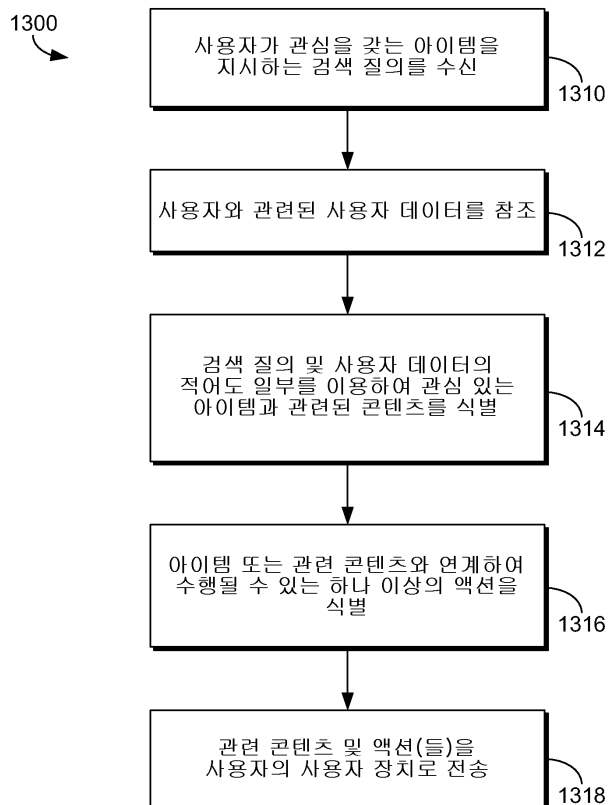 1300
사용자가 관심을 갖는 아이템을
지시하는 검색 질의를 수신
1310
사용자와 관련된 사용자 데이터를 참조
1312
검색 질의 및 사용자 데이터의
적어도 일부를 이용하여 관심 있는
아이템과 관련된 콘텐츠를 식별
1314
아이템 또는 관련 콘텐츠와 연계하여
수행될 수 있는 하나 이상의 액션을
식별
1316
관련 콘텐츠 및 액션(들)을
사용자의 사용자 장치로 전송
1318